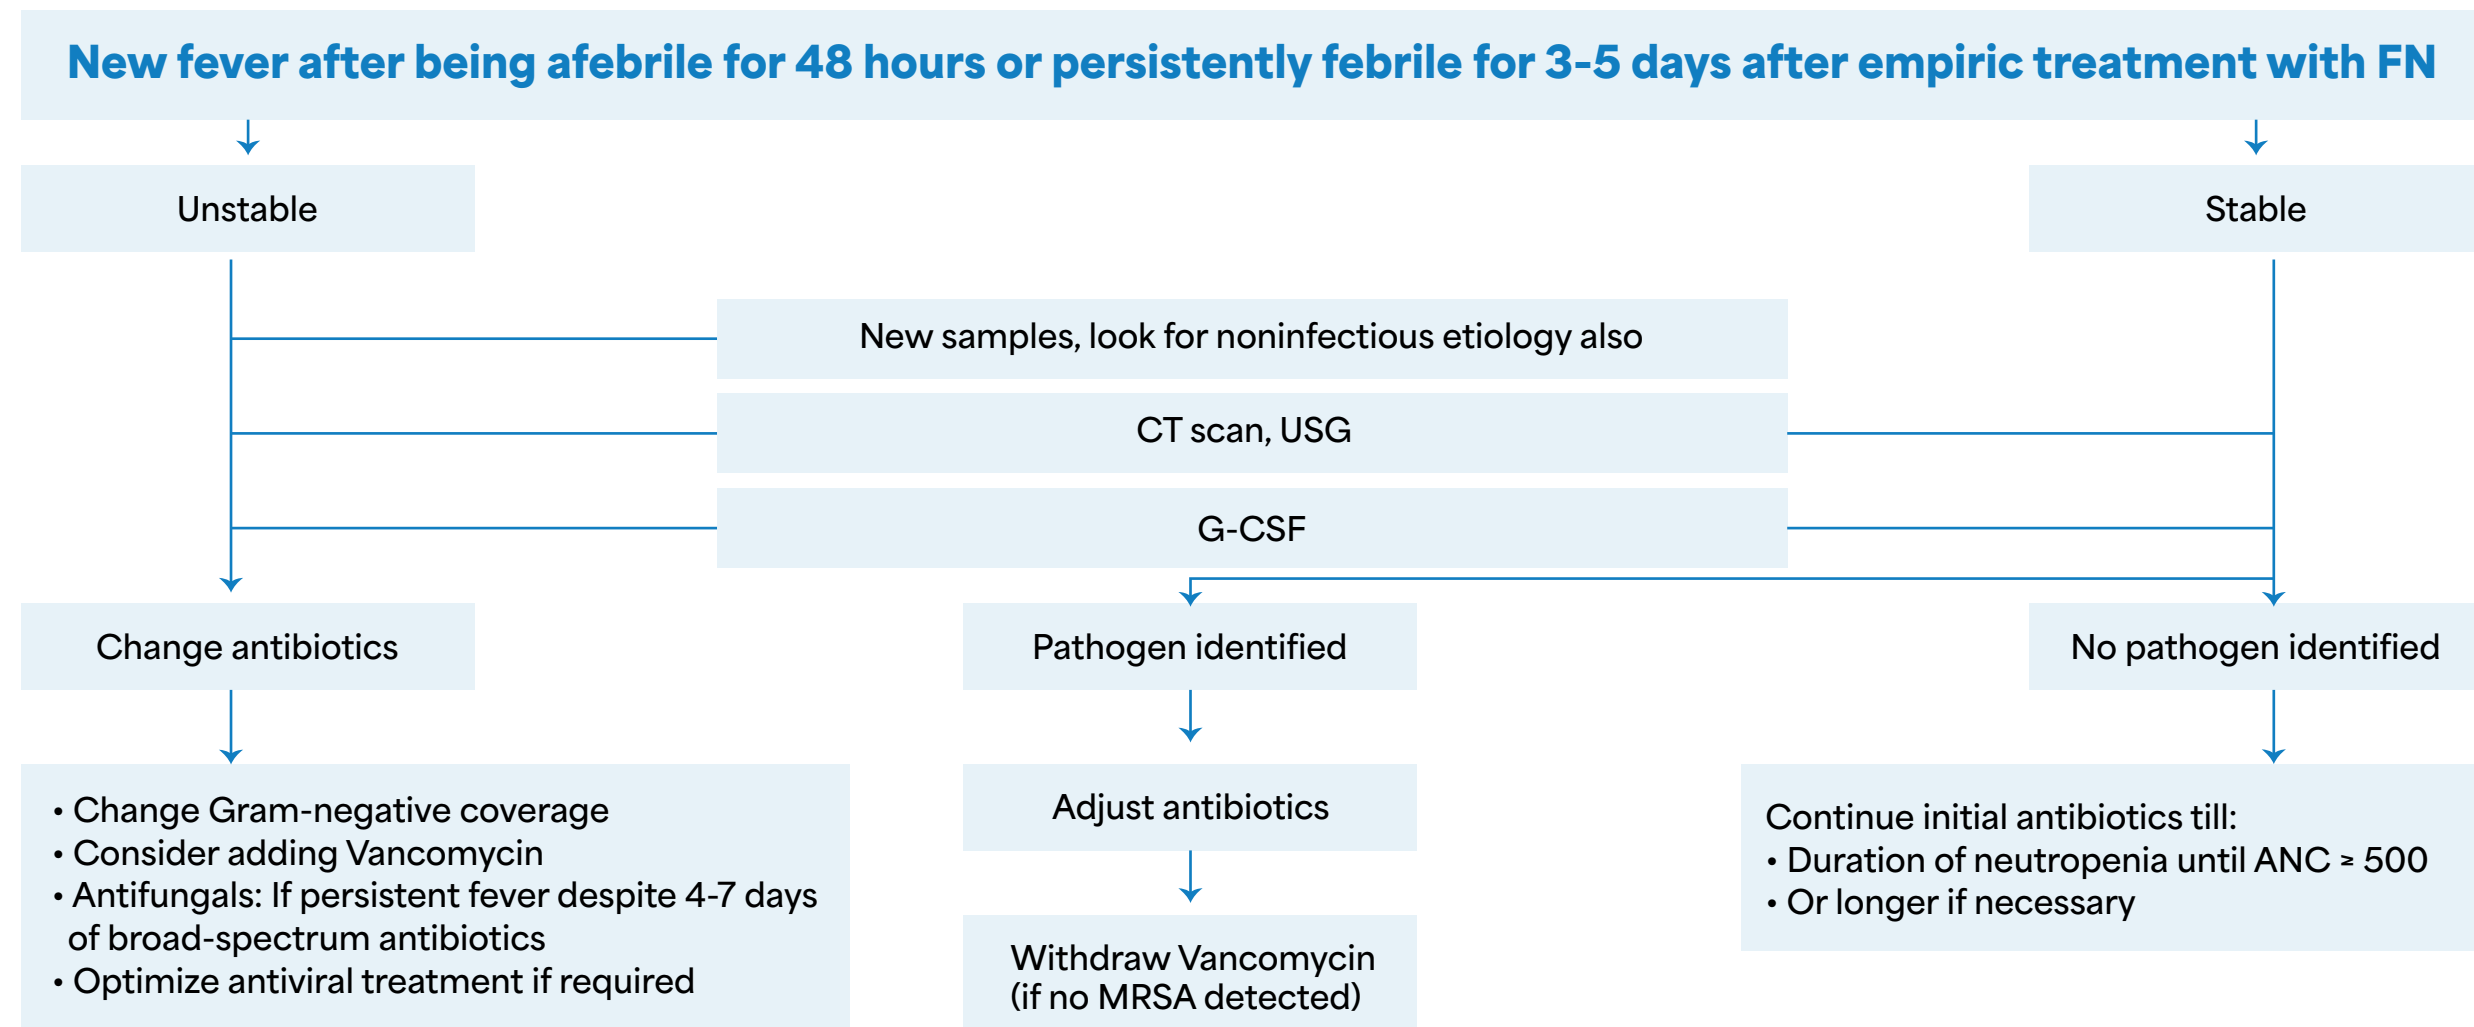 New fever after being afebrile for 48 hours or persistently febrile for 3-5 days after empiric treatment with FN
Unstable
Stable
New samples, look for noninfectious etiology also
CT scan, USG
G-CSF
Change antibiotics
Pathogen identified
No pathogen identified
• Change Gram-negative coverage
• Consider adding Vancomycin
• Antifungals: If persistent fever despite 4-7 days
of broad-spectrum antibiotics
• Optimize antiviral treatment if required
Adjust antibiotics
Withdraw Vancomycin
(if no MRSA detected)
Continue initial antibiotics till:
• Duration of neutropenia until ANC ≥ 500
• Or longer if necessary